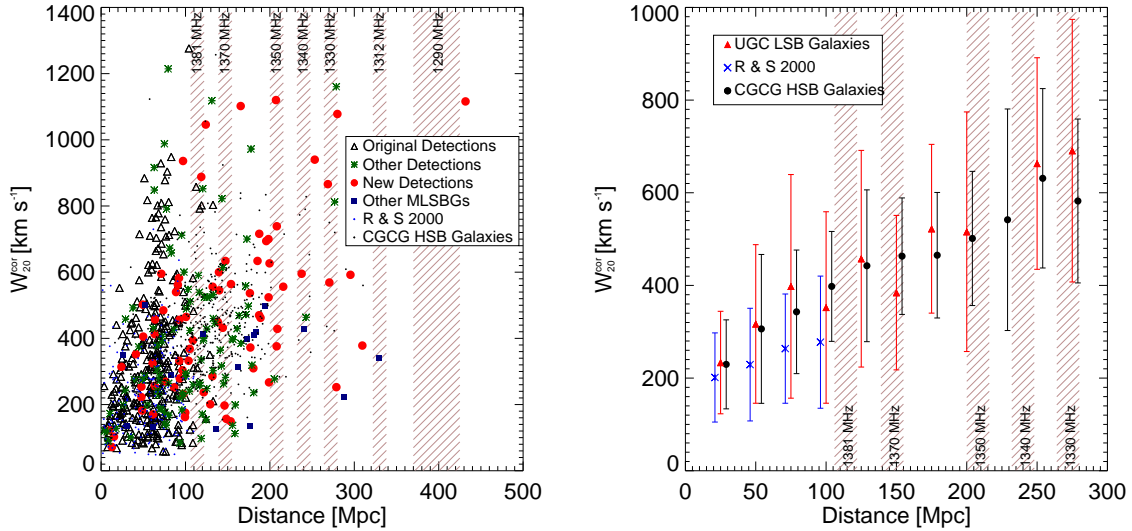 1400
1200
1000
800
600
400
200
0
W20^cor [km s-1]
1381 MHz
1370 MHz
1350 MHz
1340 MHz
1330 MHz
1312 MHz
1290 MHz
Original Detections
Other Detections
New Detections
Other MLSBGs
R & S 2000
CGCG HSB Galaxies
0 100 200 300 400 500
Distance [Mpc]
1000
800
600
400
200
0
W20^cor [km s-1]
UGC LSB Galaxies
R & S 2000
CGCG HSB Galaxies
1381 MHz
1370 MHz
1350 MHz
1340 MHz
1330 MHz
0 50 100 150 200 250 300
Distance [Mpc]